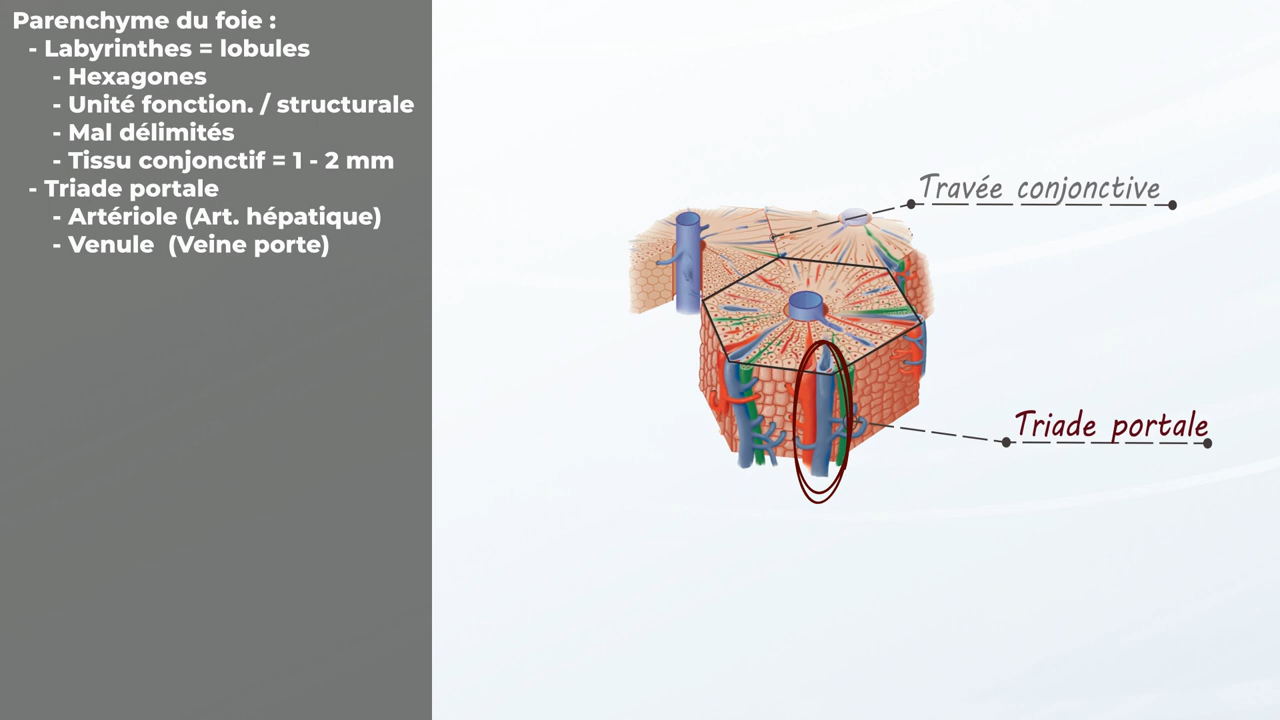 Parenchyme du foie :
- Labyrinthes = lobules
- Hexagones
- Unité fonction. / structurale
- Mal délimités
- Tissu conjonctif = 1 - 2 mm
- Triade portale
- Artériole (Art. hépatique)
- Venule (Veine porte)
Travée conjonctive
Triade portale